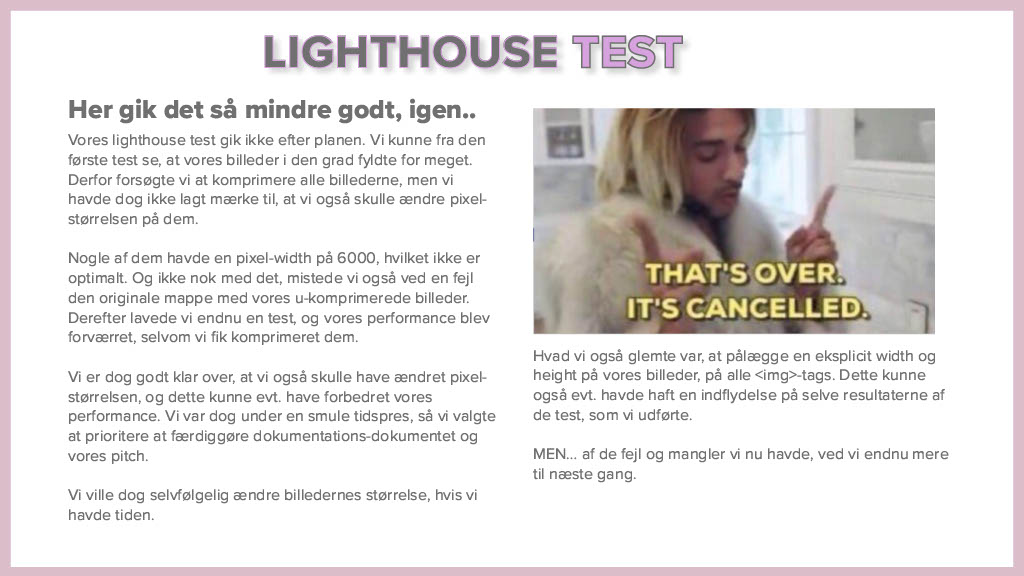 LIGHTHOUSE TEST
Her gik det så mindre godt, igen..
Vores lighthouse test gik ikke efter planen. Vi kunne fra den
første test se, at vores billeder i den grad fyldte for meget.
Derfor forsøgte vi at komprimere alle billederne, men vi
havde dog ikke lagt mærke til, at vi også skulle ændre pixel-
størrelsen på dem.
Nogle af dem havde en pixel-width på 6000, hvilket ikke er
optimalt. Og ikke nok med det, mistede vi også ved en fejl
den originale mappe med vores u-komprimerede billeder.
Derefter lavede vi endnu en test, og vores performance blev
forværret, selvom vi fik komprimeret dem.
Vi er dog godt klar over, at vi også skulle have ændret pixel-
størrelsen, og dette kunne evt. have forbedret vores
performance. Vi var dog under en smule tidspres, så vi valgte
at prioritere at færdiggøre dokumentations-dokumentet og
vores pitch.
Vi ville dog selvfølgelig ændre billedernes størrelse, hvis vi
havde tiden.
THAT'S OVER.
IT'S CANCELLED.
Hvad vi også glemte var, at pålægge en eksplicit width og
height på vores billeder, på alle <img>-tags. Dette kunne
også evt. havde haft en indflydelse på selve resultaterne af
de test, som vi udførte.
MEN... af de fejl og mangler vi nu havde, ved vi endnu mere
til næste gang.